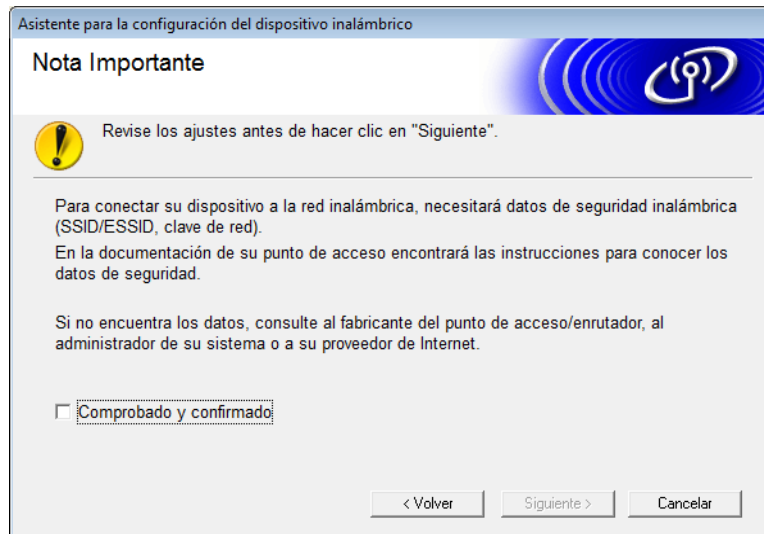 Asistente para la configuración del dispositivo inalámbrico
Nota Importante
Revise los ajustes antes de hacer clic en "Siguiente".
Para conectar su dispositivo a la red inalámbrica, necesitará datos de seguridad inalámbrica
(SSID/ESSID, clave de red).
En la documentación de su punto de acceso encontrará las instrucciones para conocer los
datos de seguridad.
Si no encuentra los datos, consulte al fabricante del punto de acceso/enrutador, al
administrador de su sistema o a su proveedor de Internet.
Comprobado y confirmado
< Volver Siguiente > Cancelar